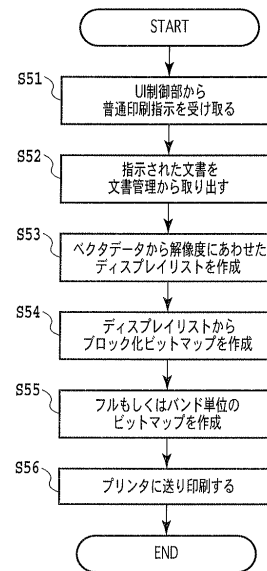 START
S51
UI制御部から
普通印刷指示を受け取る
S52
指示された文書を
文書管理から取り出す
S53
ベクタデータから解像度にあわせた
ディスプレイリストを作成
S54
ディスプレイリストから
ブロック化ビットマップを作成
S55
フルもしくはバンド単位の
ビットマップを作成
S56
プリンタに送り印刷する
END